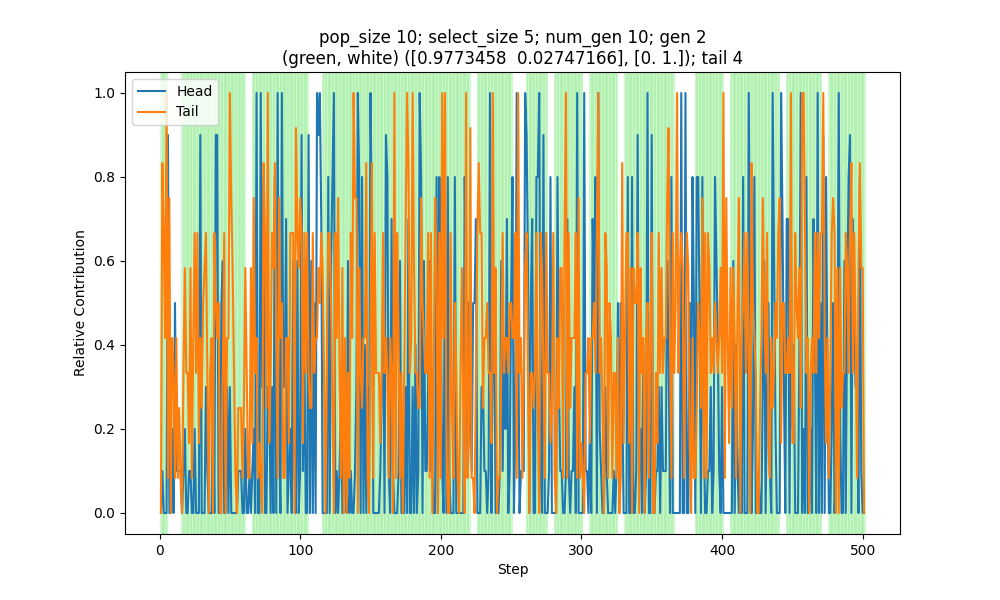 pop_size 10; select_size 5; num_gen 10; gen 2
(green, white) ([0.9773458  0.02747166], [0. 1.]); tail 4
Head
Tail
Relative Contribution
1.0
0.8
0.6
0.4
0.2
0.0
0
100
200
300
400
500
Step